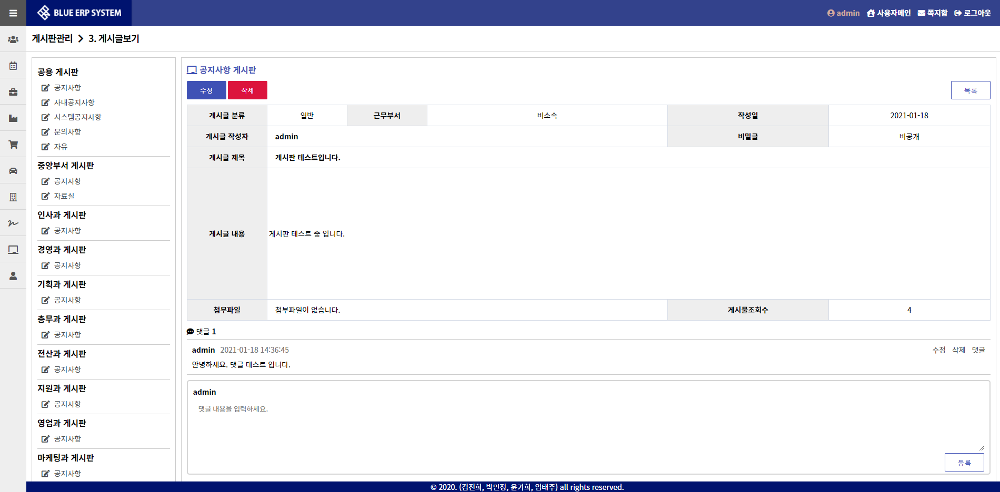 BLUE ERP SYSTEM
admin 사용자메인 쪽지함 로그아웃
게시판관리 3. 게시글보기
공용 게시판
공지사항
사내공지사항
시스템공지사항
문의사항
자유
중앙부서 게시판
공지사항
자료실
인사과 게시판
공지사항
경영과 게시판
공지사항
기획과 게시판
공지사항
총무과 게시판
공지사항
전산과 게시판
공지사항
지원과 게시판
공지사항
영업과 게시판
공지사항
마케팅과 게시판
공지사항
공지사항 게시판
수정 삭제 목록
게시글 분류 일반 근무부서 비소속 작성일 2021-01-18
게시글 작성자 admin 비밀글 비공개
게시글 제목 게시판 테스트입니다.
게시글 내용 게시판 테스트 중 입니다.
첨부파일 첨부파일이 없습니다. 게시물조회수 4
댓글 1
admin 2021-01-18 14:36:45 수정 삭제 댓글
안녕하세요. 댓글 테스트 입니다.
admin
댓글 내용을 입력하세요.
등록
© 2020. (김진희, 박민정, 윤가희, 임태주) all rights reserved.